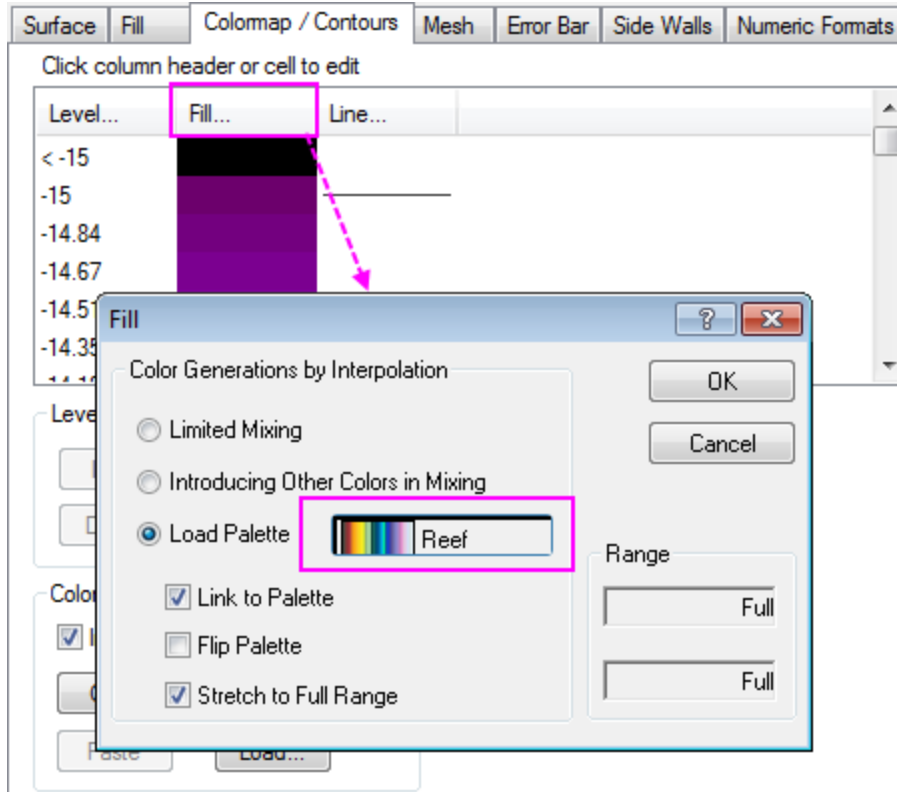 Surface Fill Colormap / Contours Mesh Error Bar Side Walls Numeric Formats
Click column header or cell to edit
Level... Fill... Line...
< -15
-15
-14.84
-14.67
-14.51
-14.35
Fill
Color Generations by Interpolation
OK
Limited Mixing
Cancel
Introducing Other Colors in Mixing
Load Palette Reef
Range
Link to Palette
Full
Flip Palette
Stretch to Full Range
Full
Leve
Color
Paste Load...